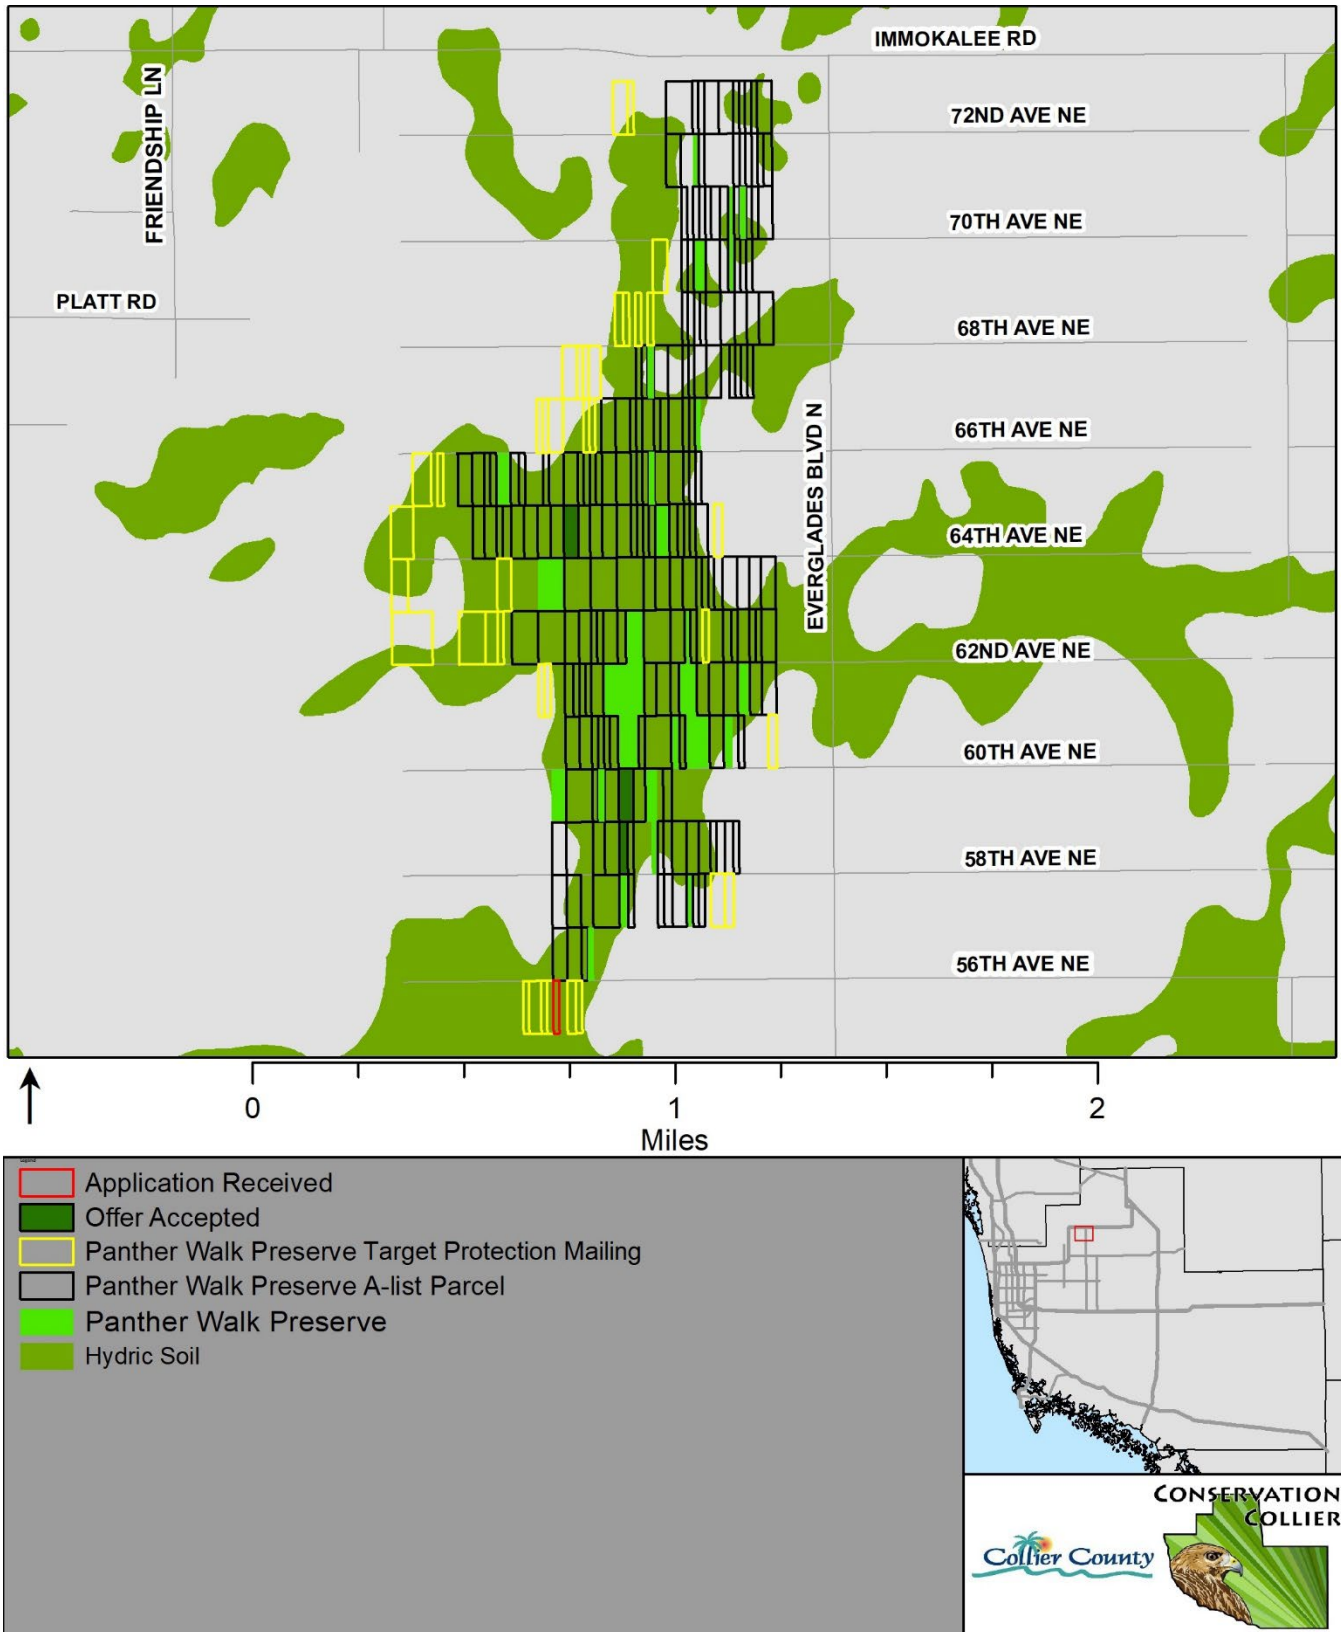 IMMOKALEE RD
FRIENDSHIP LN
72ND AVE NE
70TH AVE NE
PLATT RD
68TH AVE NE
EVERGLADES BLVD N
66TH AVE NE
64TH AVE NE
62ND AVE NE
60TH AVE NE
58TH AVE NE
56TH AVE NE
0 1 2
Miles
Application Received
Offer Accepted
Panther Walk Preserve Target Protection Mailing
Panther Walk Preserve A-list Parcel
Panther Walk Preserve
Hydric Soil
CONSERVATION
COLLIER
Collier County